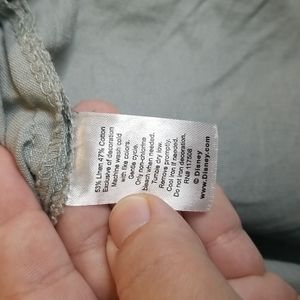 53% Linen 47% Cotton
Exclusive of decoration
Machine wash cold
with like colors.
Gentle cycle.
Only non-chlorine
bleach when needed.
Tumble dry low.
Remove promptly.
Cool iron if needed.
Do not iron decoration.
RN# 117509
© Disney
www.Disney.com